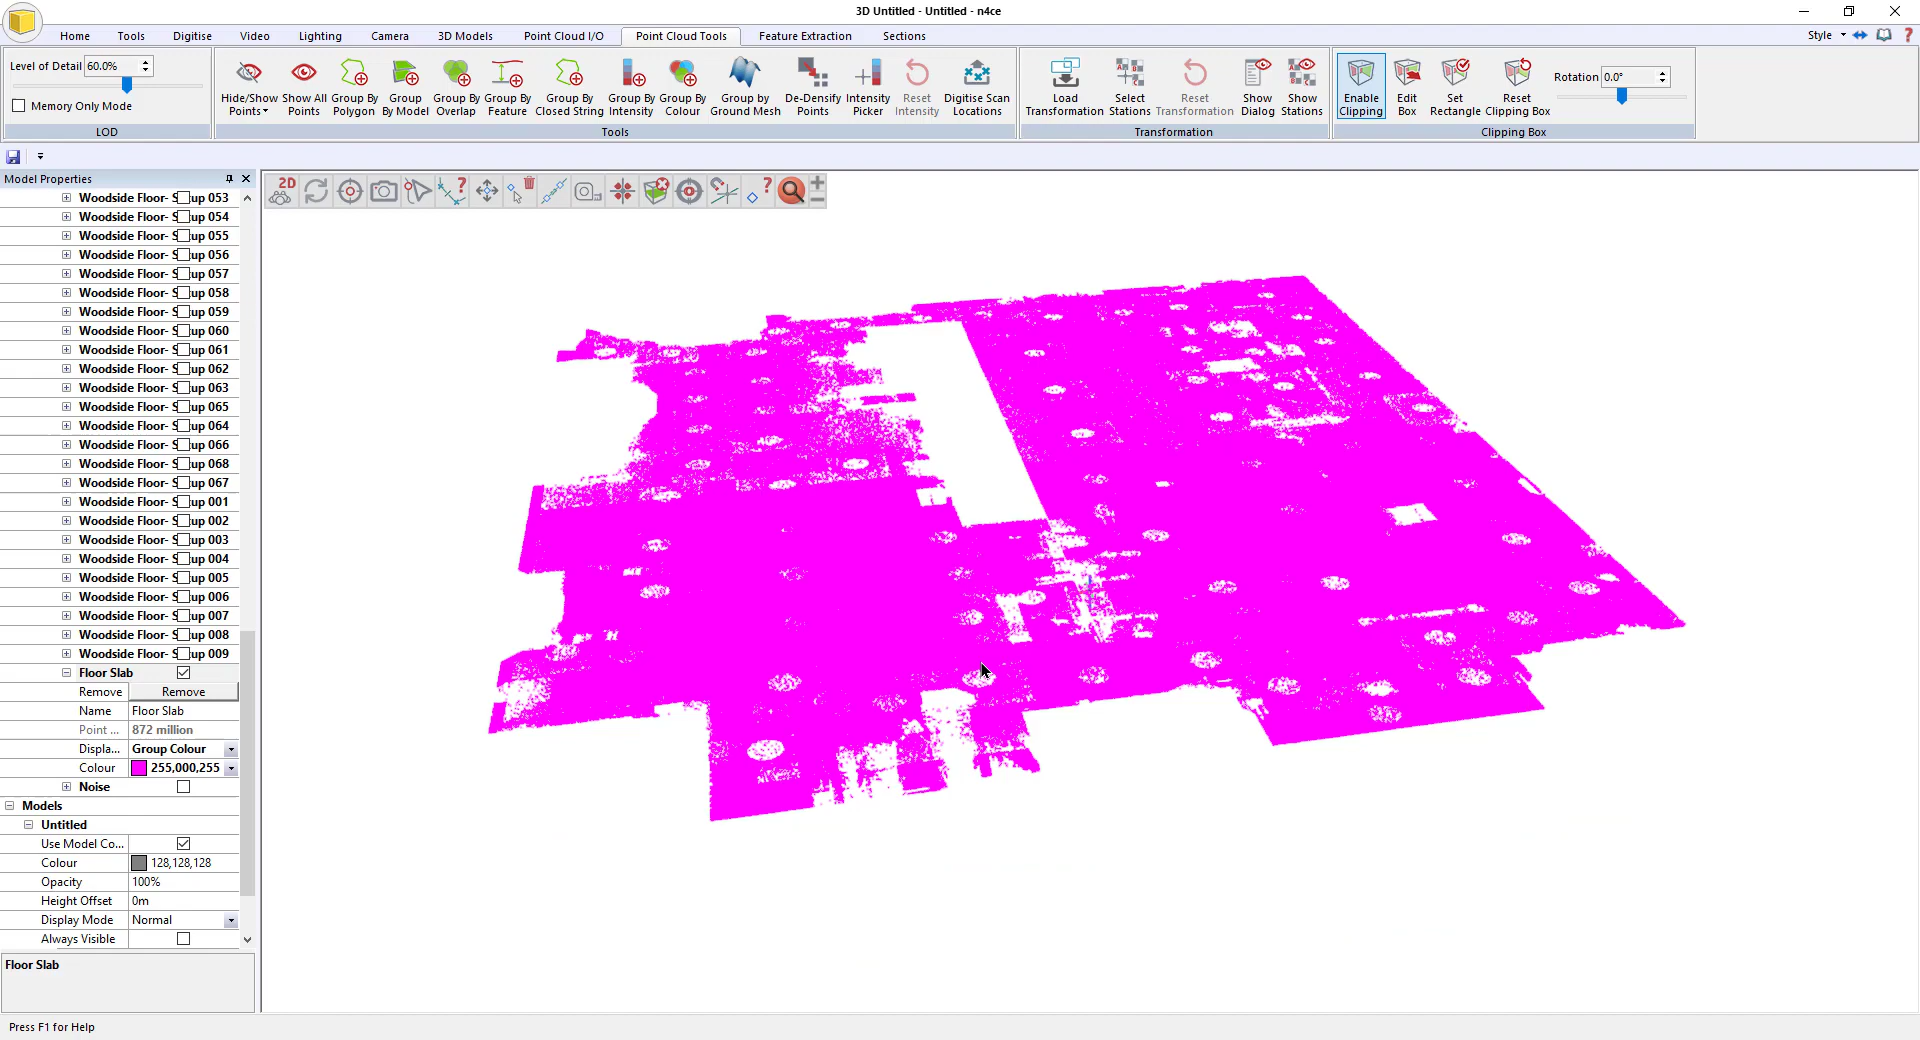 3D Untitled - Untitled - n4ce
Home
Tools
Digitise
Video
Lighting
Camera
3D Models
Point Cloud I/O
Point Cloud Tools
Feature Extraction
Sections
Style
Level of Detail 60.0%
Memory Only Mode
LOD
Hide/Show Points
Show All Points
Group By Polygon
Group By Model
Group By Overlap
Group By Feature
Group By Closed String
Group By Intensity
Group By Colour
Group by Ground Mesh
De-Densify Points
Intensity Picker
Reset Intensity
Digitise Scan Locations
Tools
Load Transformation
Select Stations
Reset Transformation
Show Dialog
Show Stations
Transformation
Enable Clipping
Edit Box
Set Rectangle
Reset Clipping Box
Rotation 0.0°
Clipping Box
Model Properties
2D
Woodside Floor- S up 053
Woodside Floor- S up 054
Woodside Floor- S up 055
Woodside Floor- S up 056
Woodside Floor- S up 057
Woodside Floor- S up 058
Woodside Floor- S up 059
Woodside Floor- S up 060
Woodside Floor- S up 061
Woodside Floor- S up 062
Woodside Floor- S up 063
Woodside Floor- S up 065
Woodside Floor- S up 064
Woodside Floor- S up 066
Woodside Floor- S up 068
Woodside Floor- S up 067
Woodside Floor- S up 001
Woodside Floor- S up 002
Woodside Floor- S up 003
Woodside Floor- S up 004
Woodside Floor- S up 005
Woodside Floor- S up 006
Woodside Floor- S up 007
Woodside Floor- S up 008
Woodside Floor- S up 009
Floor Slab
Remove Remove
Name Floor Slab
Point ... 872 million
Displa... Group Colour
Colour 255,000,255
Noise
Models
Untitled
Use Model Co...
Colour 128,128,128
Opacity 100%
Height Offset 0m
Display Mode Normal
Always Visible
Floor Slab
Press F1 for Help